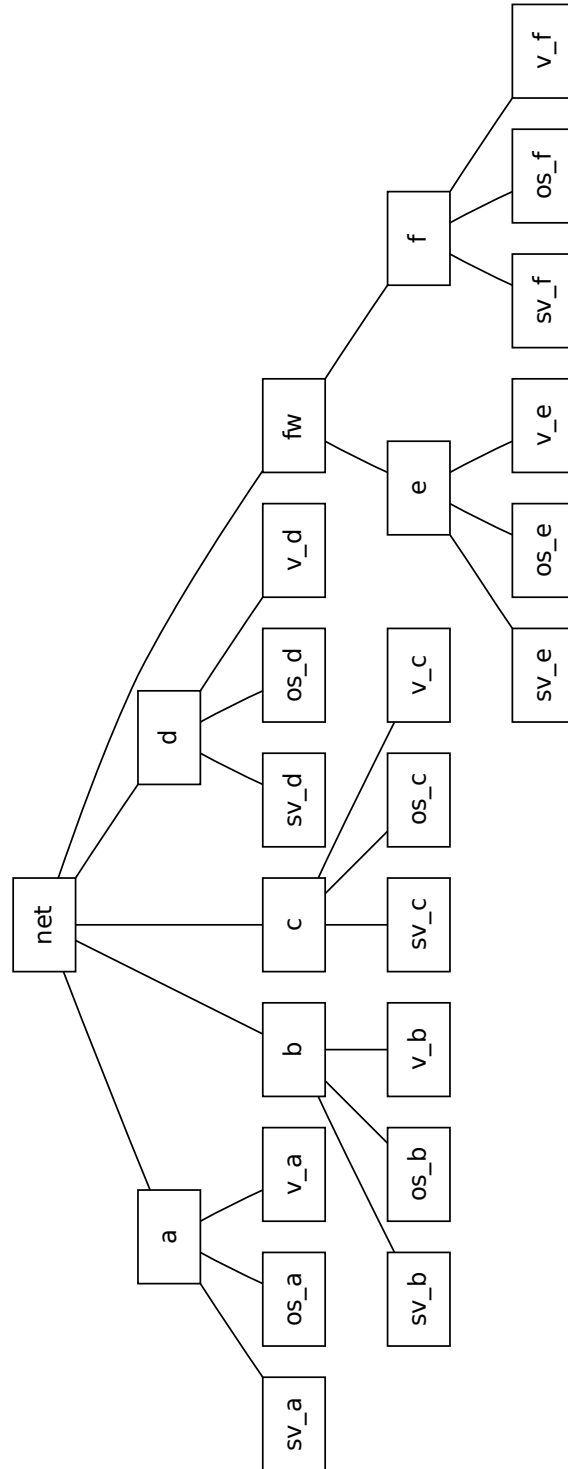 net
a
b
c
d
fw
sv_a
os_a
v_a
sv_b
os_b
v_b
sv_c
os_c
v_c
sv_d
os_d
v_d
e
f
sv_e
os_e
v_e
sv_f
os_f
v_f